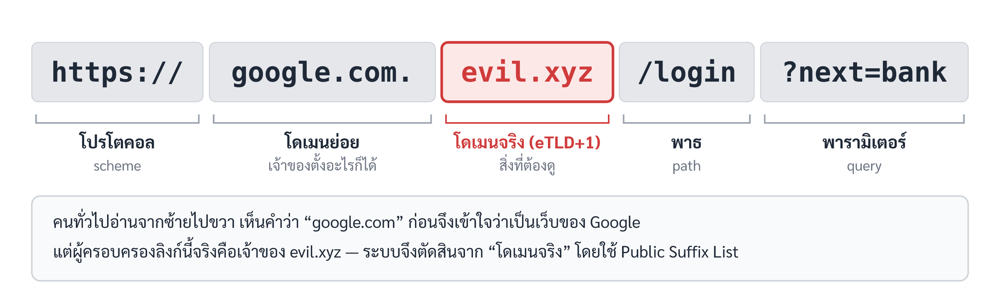 https:// google.com. evil.xyz /login ?next=bank
โปรโตคอล โดเมนย่อย โดเมนจริง (eTLD+1) พาธ พารามิเตอร์
scheme เจ้าของตั้งอะไรก็ได้ สิ่งที่ต้องดู path query
คนทั่วไปอ่านจากซ้ายไปขวา เห็นคำว่า “google.com” ก่อนจึงเข้าใจว่าเป็นเว็บของ Google
แต่ผู้ครอบครองลิงก์นี้จริงคือเจ้าของ evil.xyz — ระบบจึงตัดสินจาก “โดเมนจริง” โดยใช้ Public Suffix List